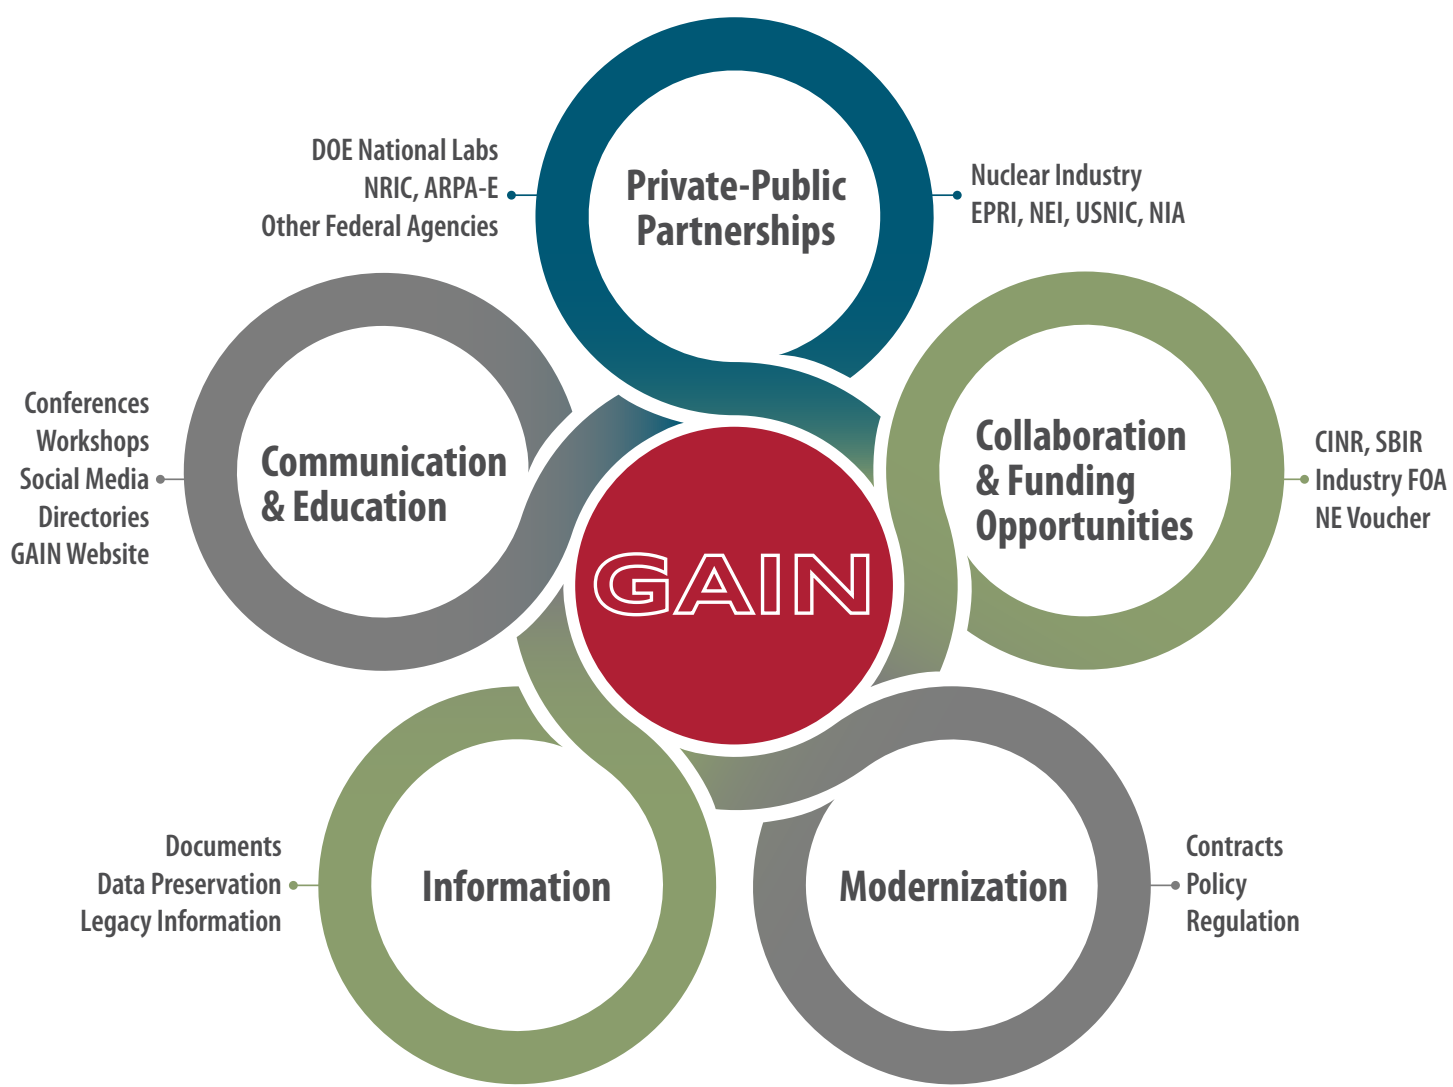 DOE National Labs
NRIC, ARPA-E
Other Federal Agencies
Private-Public
Partnerships
Nuclear Industry
EPRI, NEI, USNIC, NIA
Conferences
Workshops
Social Media
Directories
GAIN Website
Communication
& Education
Collaboration
& Funding
Opportunities
CINR, SBIR
Industry FOA
NE Voucher
GAIN
Documents
Data Preservation
Legacy Information
Information
Modernization
Contracts
Policy
Regulation